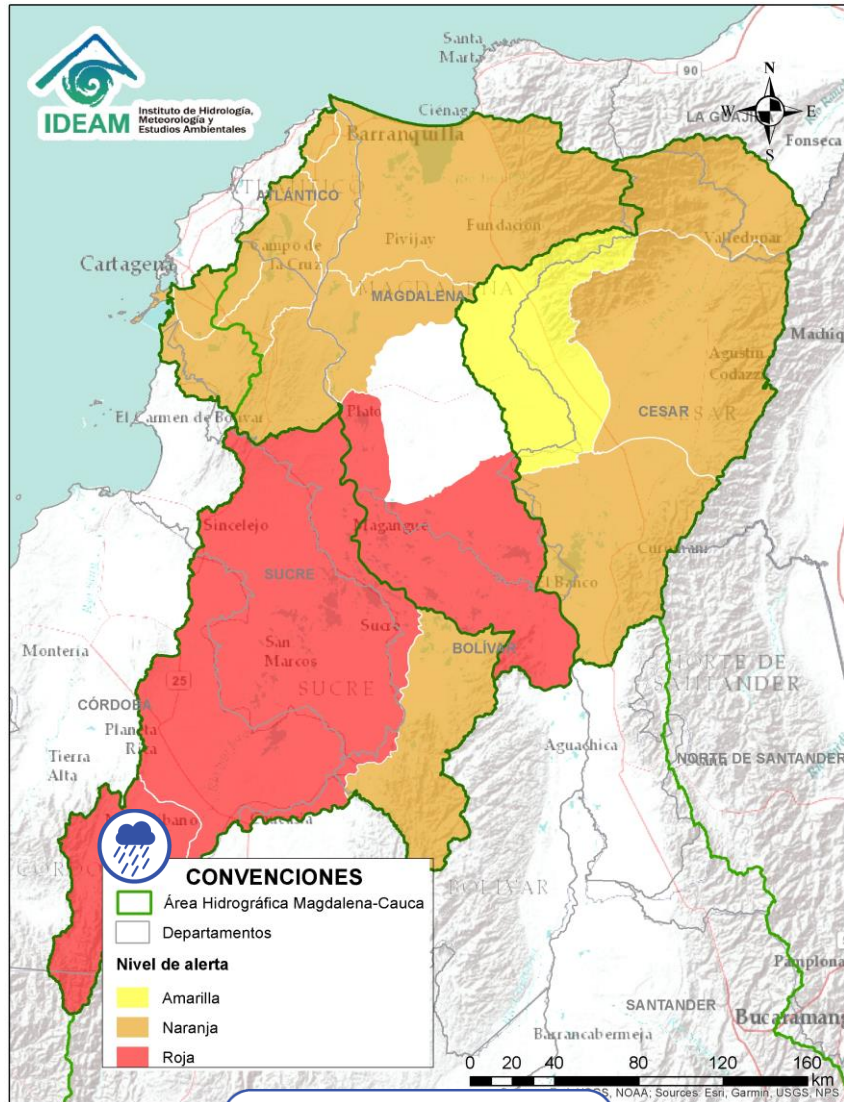 IDEAM
Instituto de Hidrología,
Meteorología y
Estudios Ambientales
Santa
Marta
90
N
W
E
S
Ciénaga
LA GUAJIRA
Fonseca
Barranquilla
ATLÁNTICO
Fundación
Valledupar
Campo de
la Cruz
Pivijay
Cartagena
MAGDALENA
MAGDALENA
Agustín
Codazzi
El Carmen de Bolívar
Plato
CESAR
CESAR
Sincelejo
Magangué
Curumaní
SUCRE
El Banco
Sucre
Montería
San
Marcos
BOLÍVAR
NORTE DE
SANTANDER
25
SUCRE
CÓRDOBA
Planeta
Rica
Aguachica
Tierra
Alta
NORTE DE SANTANDER
CONVENCIONES
Área Hidrográfica Magdalena-Cauca
Departamentos
Nivel de alerta
Amarilla
Naranja
Roja
BOLÍVAR
Pamplona
SANTANDER
Barrancabermeja
0 20 40 80 120 160
km
NOAA; Sources: Esri, Garmin, USGS, NPS